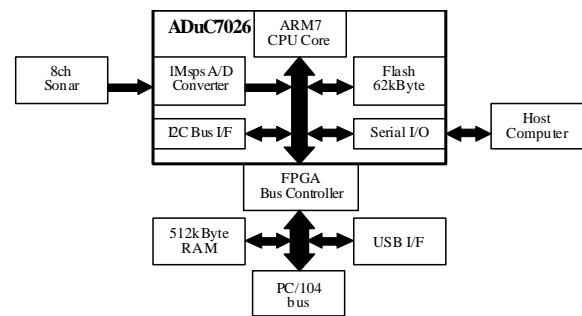 ADuC7026
ARM7
CPU Core
8ch
Sonar
1Msps A/D
Converter
Flash
62kByte
I2C Bus I/F
Serial I/O
Host
Computer
FPGA
Bus Controller
512kByte
RAM
USB I/F
PC/104
bus